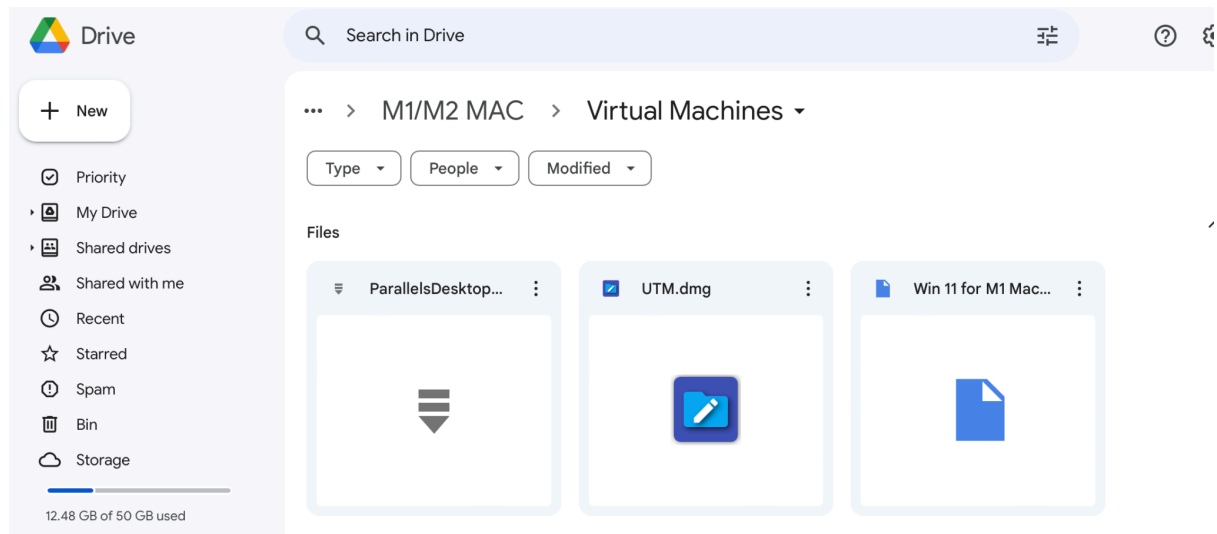 Drive
Search in Drive
New
M1/M2 MAC > Virtual Machines
Type People Modified
Priority
My Drive
Shared drives
Shared with me
Recent
Starred
Spam
Bin
Storage
12.48 GB of 50 GB used
Files
ParallelsDesktop...
UTM.dmg
Win 11 for M1 Mac...